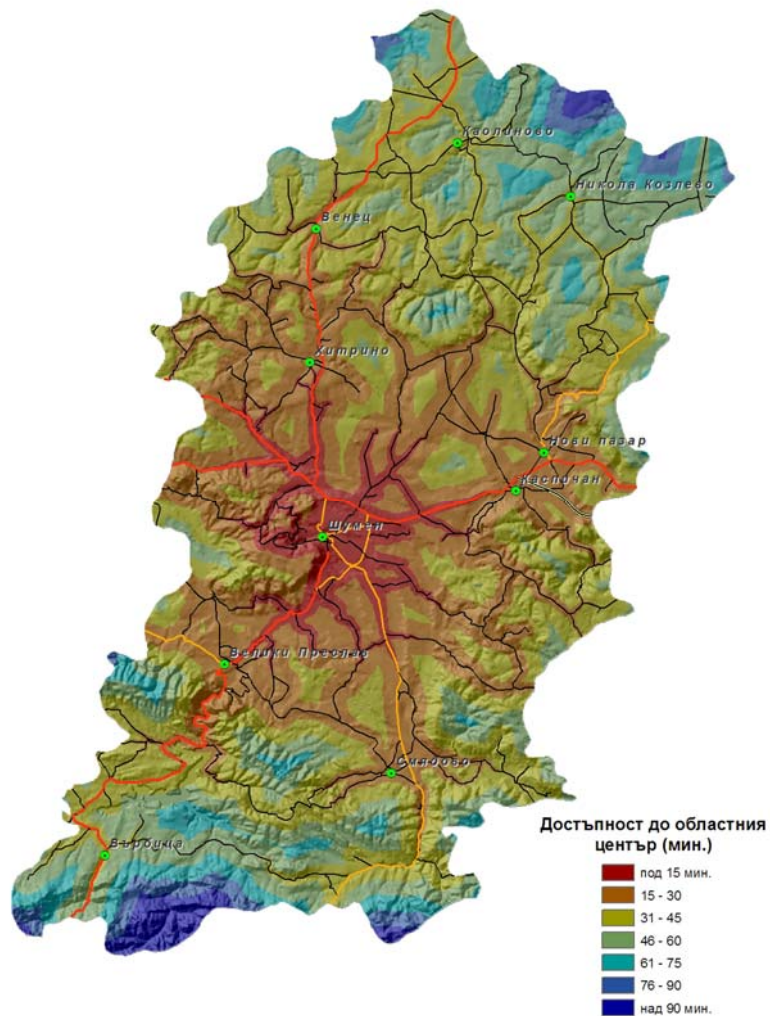 Каолиново
Никола Козлево
Венец
Хитрино
Нови пазар
Каспичан
Шумен
Велики Преслав
Смядово
Върбица
Достъпност до областния
център (мин.)
под 15 мин.
15 - 30
31 - 45
46 - 60
61 - 75
76 - 90
над 90 мин.